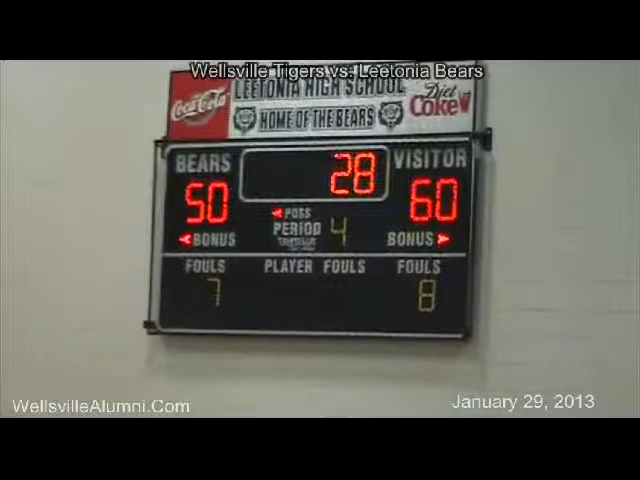 Wellsville Tigers vs. Leetonia Bears
LEETONIA HIGH SCHOOL
Coca-Cola
Diet Coke
HOME OF THE BEARS
BEARS 28 VISITOR
50 60
POSS
PERIOD 4
BONUS BONUS
FOULS PLAYER FOULS FOULS
7 8
WellsvilleAlumni.Com
January 29, 2013